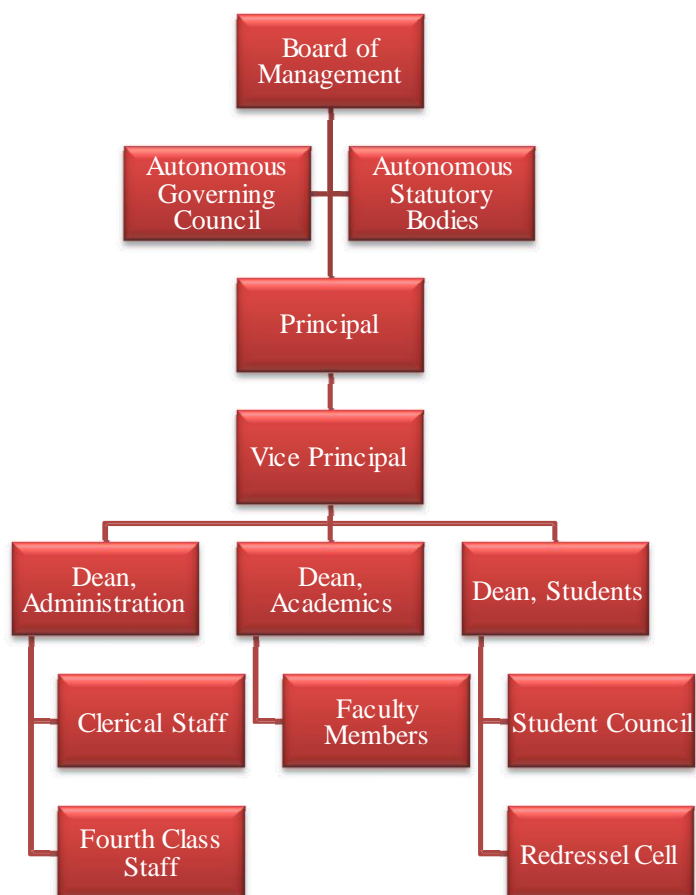 Board of
Management
Autonomous
Governing
Council
Autonomous
Statutory
Bodies
Principal
Vice Principal
Dean,
Administration
Dean,
Academics
Dean, Students
Clerical Staff
Faculty
Members
Student Council
Fourth Class
Staff
Redressel Cell